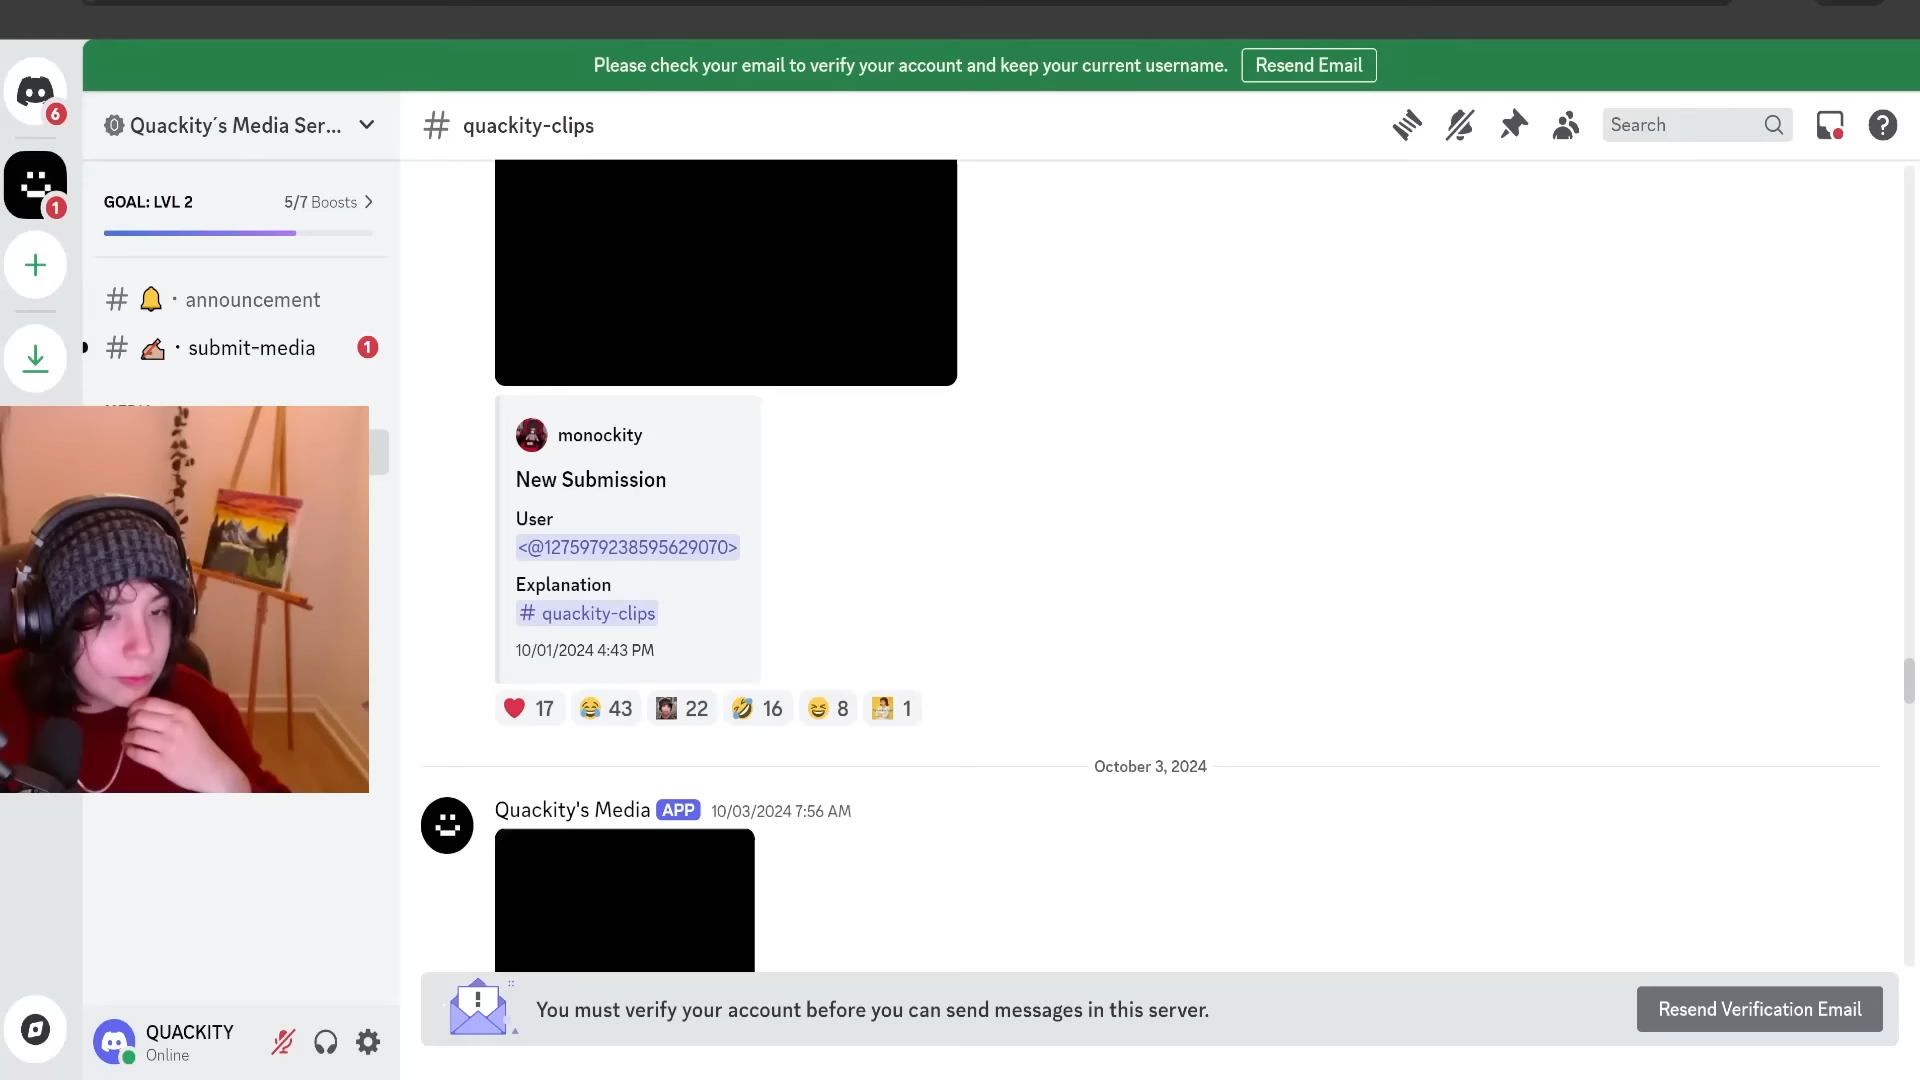 Please check your email to verify your account and keep your current username.
Resend Email
6
Quackity´s Media Ser...
# quackity-clips
Search
1
GOAL: LVL 2
5/7 Boosts
# · announcement
# · submit-media
1
monockity
New Submission
User
<@1275979238595629070>
Explanation
# quackity-clips
10/01/2024 4:43 PM
17 43 22 16 8 1
October 3, 2024
Quackity's Media APP 10/03/2024 7:56 AM
You must verify your account before you can send messages in this server.
Resend Verification Email
QUACKITY
Online